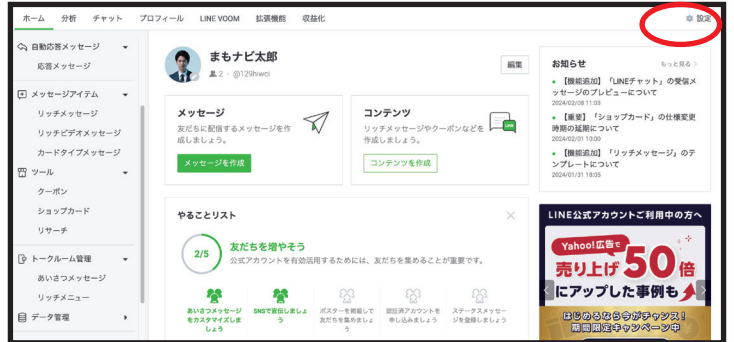 ホーム 分析 チャット プロフィール LINE VOOM 拡張機能 収益化 設定
自動応答メッセージ
応答メッセージ
メッセージアイテム
リッチメッセージ
リッチビデオメッセージ
カードタイプメッセージ
ツール
クーポン
ショップカード
リサーチ
トークルーム管理
あいさつメッセージ
リッチメニュー
データ管理
まもナビ太郎
2 · @129hiwci
編集
メッセージ
友だちに配信するメッセージを作
成しましょう。
メッセージを作成
コンテンツ
リッチメッセージやクーポンなどを
作成しましょう。
LINE
コンテンツを作成
やることリスト
2/5
友だちを増やそう
公式アカウントを有効活用するためには、友だちを集めることが重要です。
あいさつメッセージ
をカスタマイズしま
しょう
SNSで宣伝しましょ
う
ポスターを掲載して
友だちを集めましょ
う
認証済アカウントを
申し込みましょう
ステータスメッセー
ジを登録しましょう
お知らせ もっと見る
【機能追加】「LINEチャット」の受信メ
ッセージのプレビューについて
2024/02/08 11:03
【重要】「ショップカード」の仕様変更
時期の延期について
2024/02/01 10:00
【機能追加】「リッチメッセージ」のテ
ンプレートについて
2024/01/31 18:05
LINE公式アカウントご利用中の方へ
Yahoo!広告で
売り上げ50倍
にアップした事例も
はじめるなら今がチャンス!
期間限定キャンペーン中